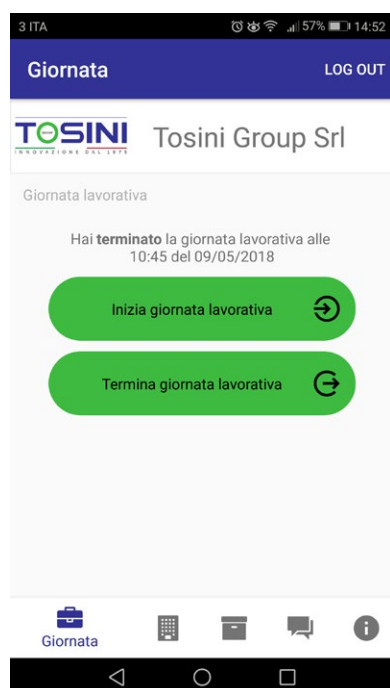 3 ITA 57% 14:52
Giornata LOG OUT
TOSINI
INNOVAZIONE DAL 1975
Tosini Group Srl
Giornata lavorativa
Hai terminato la giornata lavorativa alle
10:45 del 09/05/2018
Inizia giornata lavorativa
Termina giornata lavorativa
Giornata